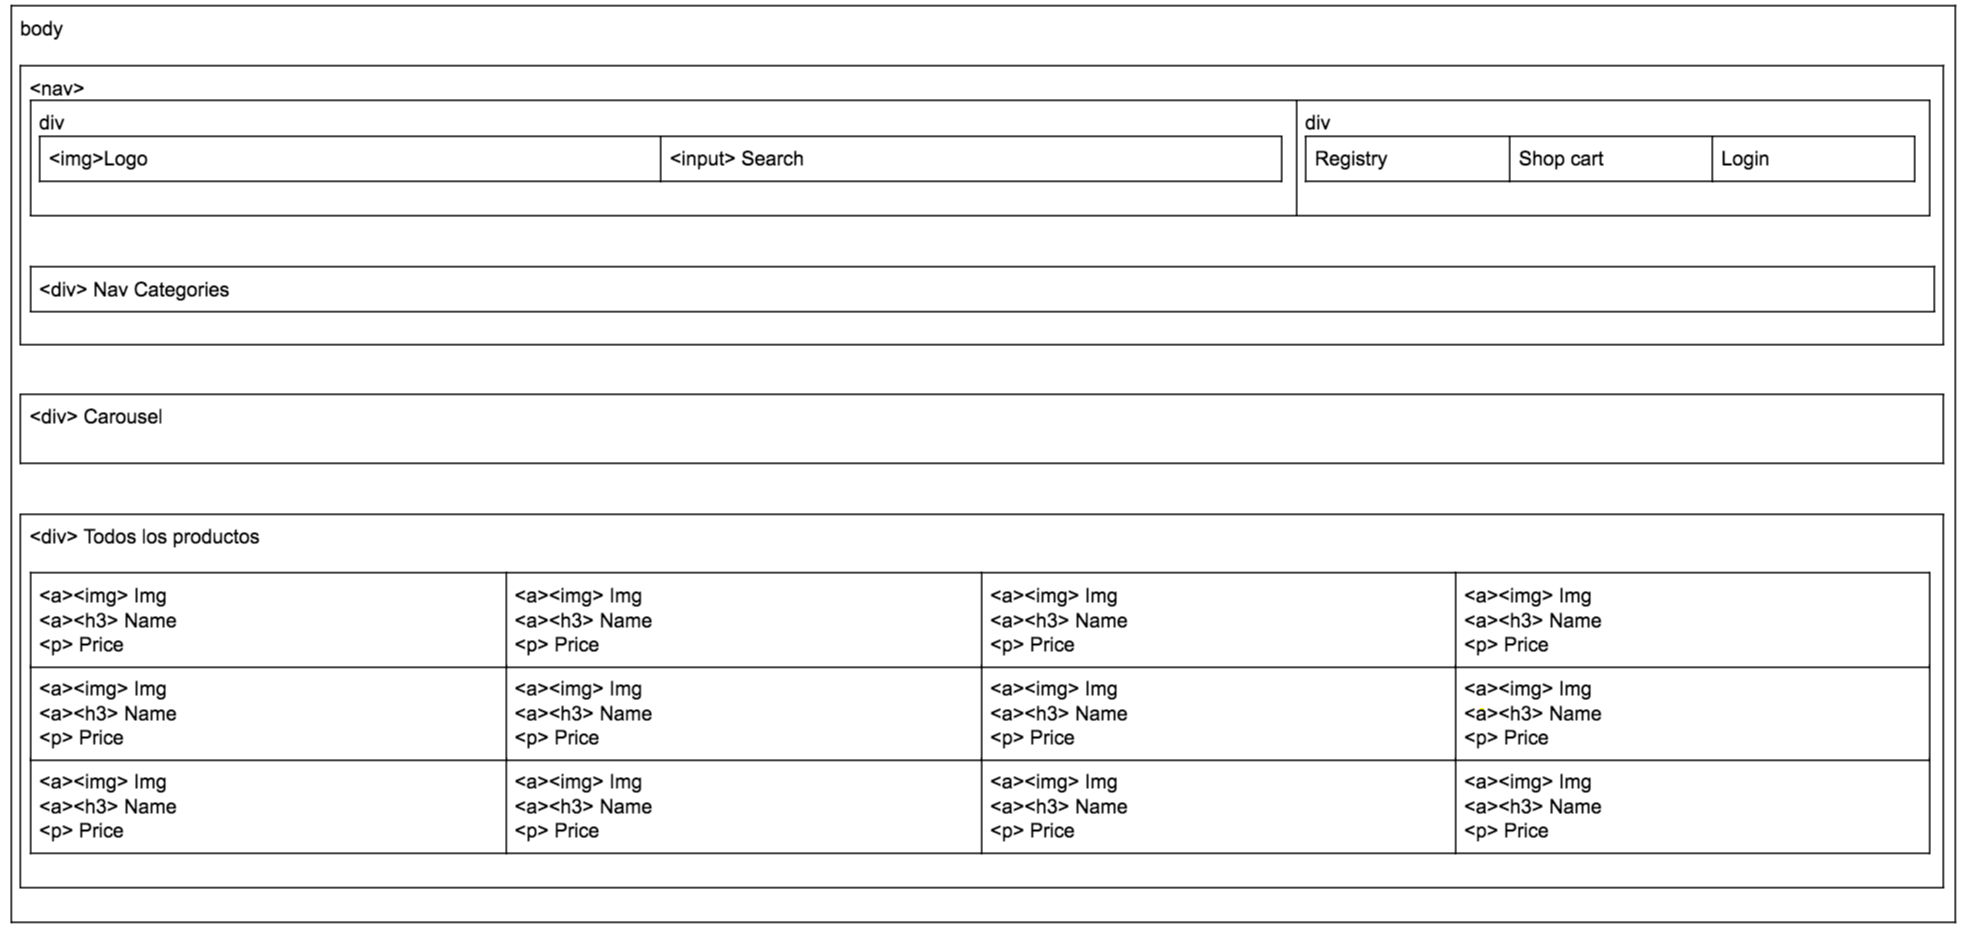 body
<nav>
div
<img>Logo
<input> Search
div
Registry
Shop cart
Login
<div> Nav Categories
<div> Carousel
<div> Todos los productos
<a><img> Img
<a><h3> Name
<p> Price
<a><img> Img
<a><h3> Name
<p> Price
<a><img> Img
<a><h3> Name
<p> Price
<a><img> Img
<a><h3> Name
<p> Price
<a><img> Img
<a><h3> Name
<p> Price
<a><img> Img
<a><h3> Name
<p> Price
<a><img> Img
<a><h3> Name
<p> Price
<a><img> Img
<a><h3> Name
<p> Price
<a><img> Img
<a><h3> Name
<p> Price
<a><img> Img
<a><h3> Name
<p> Price
<a><img> Img
<a><h3> Name
<p> Price
<a><img> Img
<a><h3> Name
<p> Price